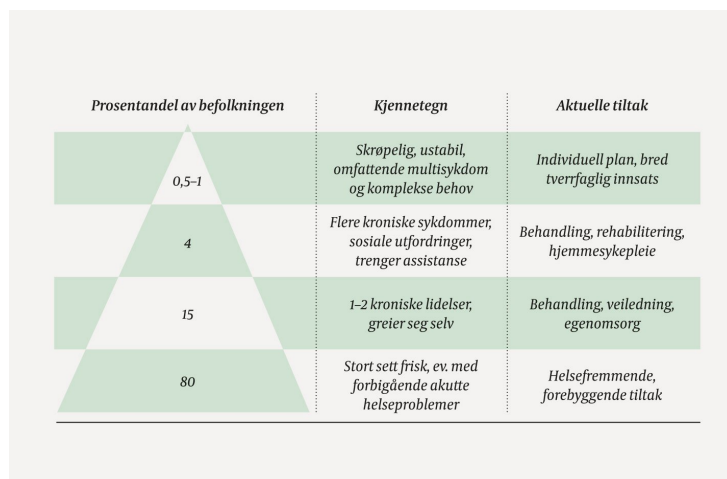 Prosentandel av befolkningen
Kjennetegn
Aktuelle tiltak
0,5–1
Skrøpelig, ustabil,
omfattende multisykdom
og komplekse behov
Individuell plan, bred
tverrfaglig innsats
4
Flere kroniske sykdommer,
sosiale utfordringer,
trenger assistanse
Behandling, rehabilitering,
hjemmesykepleie
15
1–2 kroniske lidelser,
greier seg selv
Behandling, veiledning,
egenomsorg
80
Stort sett frisk, ev. med
forbigående akutte
helseproblemer
Helsefremmende,
forebyggende tiltak